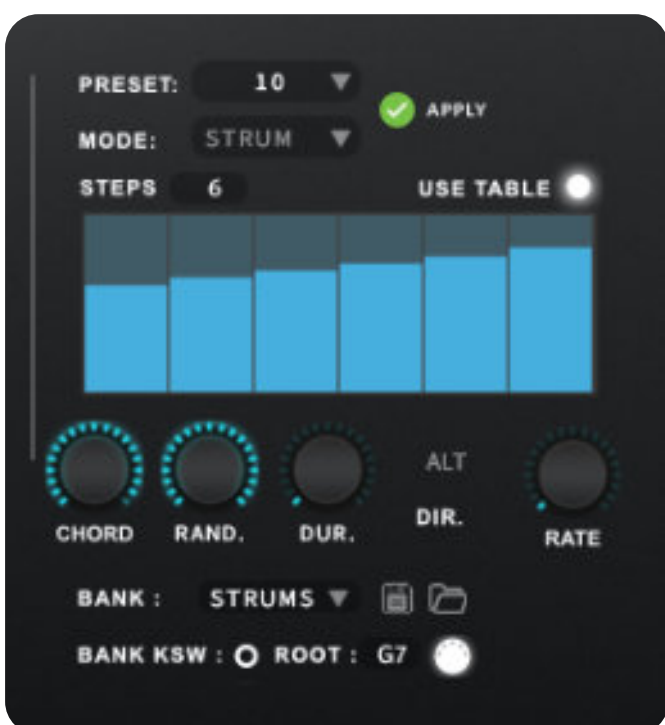 PRESET: 10
APPLY
MODE: STRUM
STEPS 6 USE TABLE
ALT
DIR.
CHORD RAND. DUR. RATE
BANK : STRUMS
BANK KSW : ROOT : G7